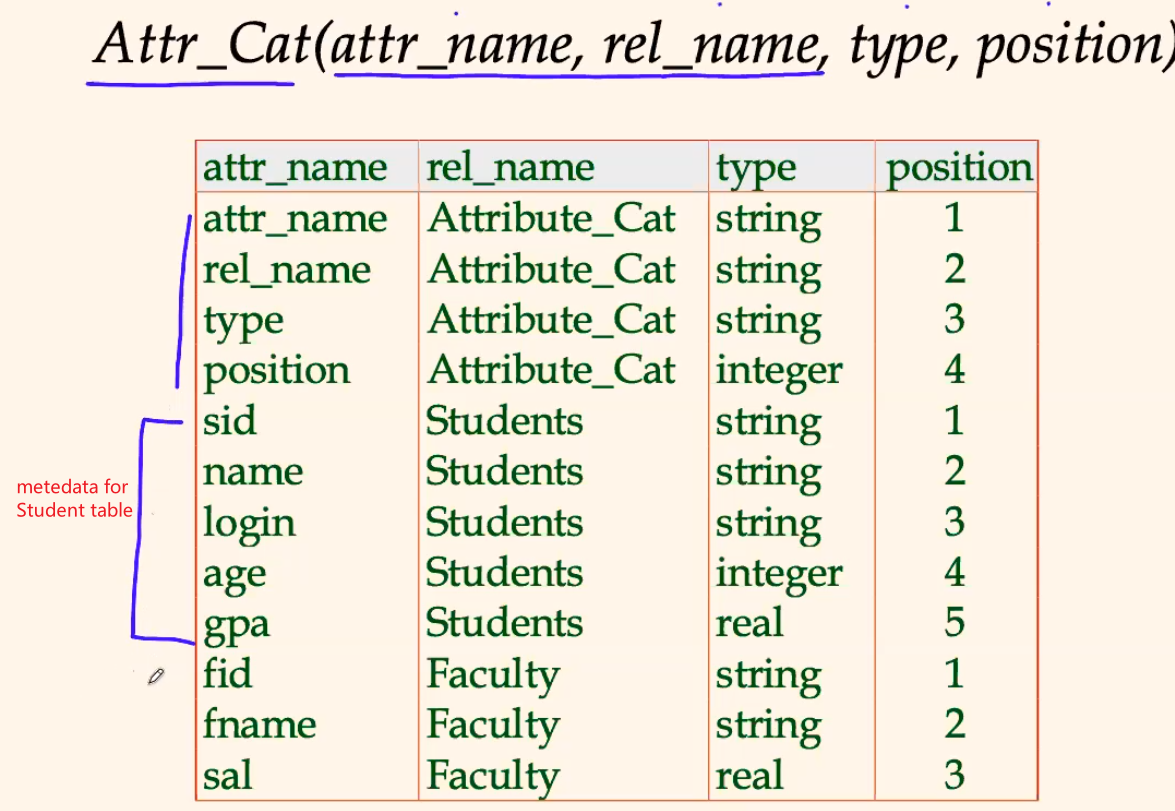 Attr_Cat(attr_name, rel_name, type, position)
attr_name rel_name type position
attr_name Attribute_Cat string 1
rel_name Attribute_Cat string 2
type Attribute_Cat string 3
position Attribute_Cat integer 4
sid Students string 1
name Students string 2
metedata for
Student table
login Students string 3
age Students integer 4
gpa Students real 5
fid Faculty string 1
fname Faculty string 2
sal Faculty real 3